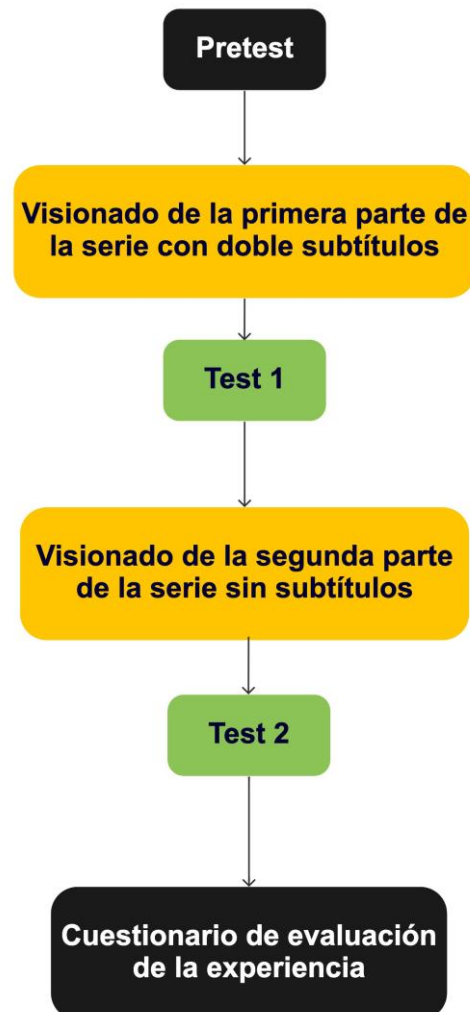 Pretest
Visionado de la primera parte de
la serie con doble subtítulos
Test 1
Visionado de la segunda parte
de la serie sin subtítulos
Test 2
Cuestionario de evaluación
de la experiencia